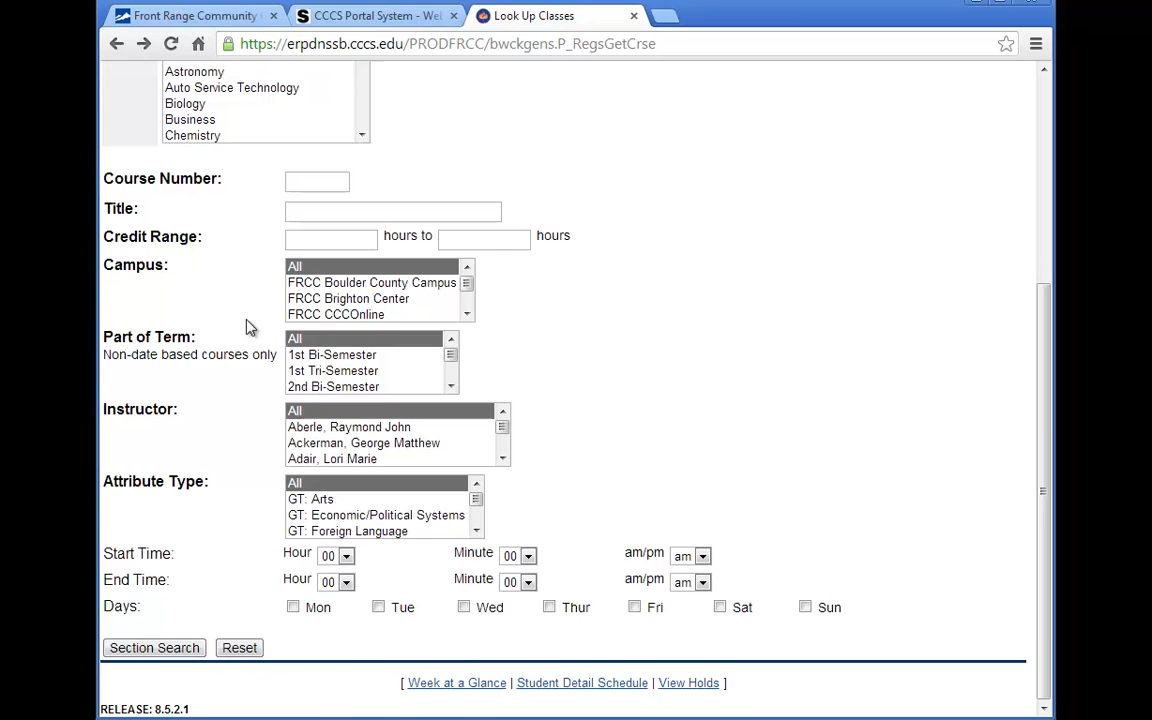 Front Range Community
CCCS Portal System - Wel
Look Up Classes
https://erpdnssb.cccs.edu/PRODFRCC/bwckgens.P_RegsGetCrse
Astronomy
Auto Service Technology
Biology
Business
Chemistry
Course Number:
Title:
Credit Range: hours to hours
Campus: All
FRCC Boulder County Campus
FRCC Brighton Center
FRCC CCCOnline
Part of Term: All
Non-date based courses only 1st Bi-Semester
1st Tri-Semester
2nd Bi-Semester
Instructor: All
Aberle, Raymond John
Ackerman, George Matthew
Adair, Lori Marie
Attribute Type: All
GT: Arts
GT: Economic/Political Systems
GT: Foreign Language
Start Time: Hour 00 Minute 00 am/pm am
End Time: Hour 00 Minute 00 am/pm am
Days: Mon Tue Wed Thur Fri Sat Sun
Section Search Reset
[ Week at a Glance | Student Detail Schedule | View Holds ]
RELEASE: 8.5.2.1